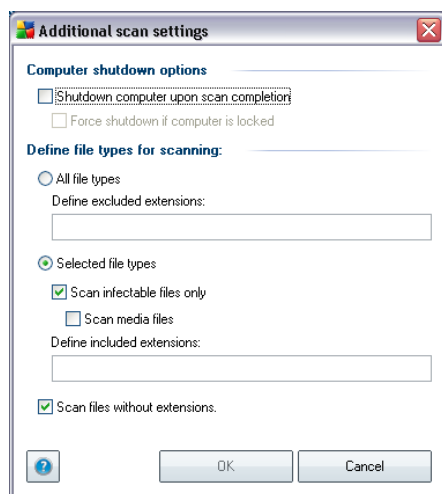 Additional scan settings
Computer shutdown options
Shutdown computer upon scan completion
Force shutdown if computer is locked
Define file types for scanning:
All file types
Define excluded extensions:
Selected file types
Scan infectable files only
Scan media files
Define included extensions:
Scan files without extensions.
?
OK
Cancel